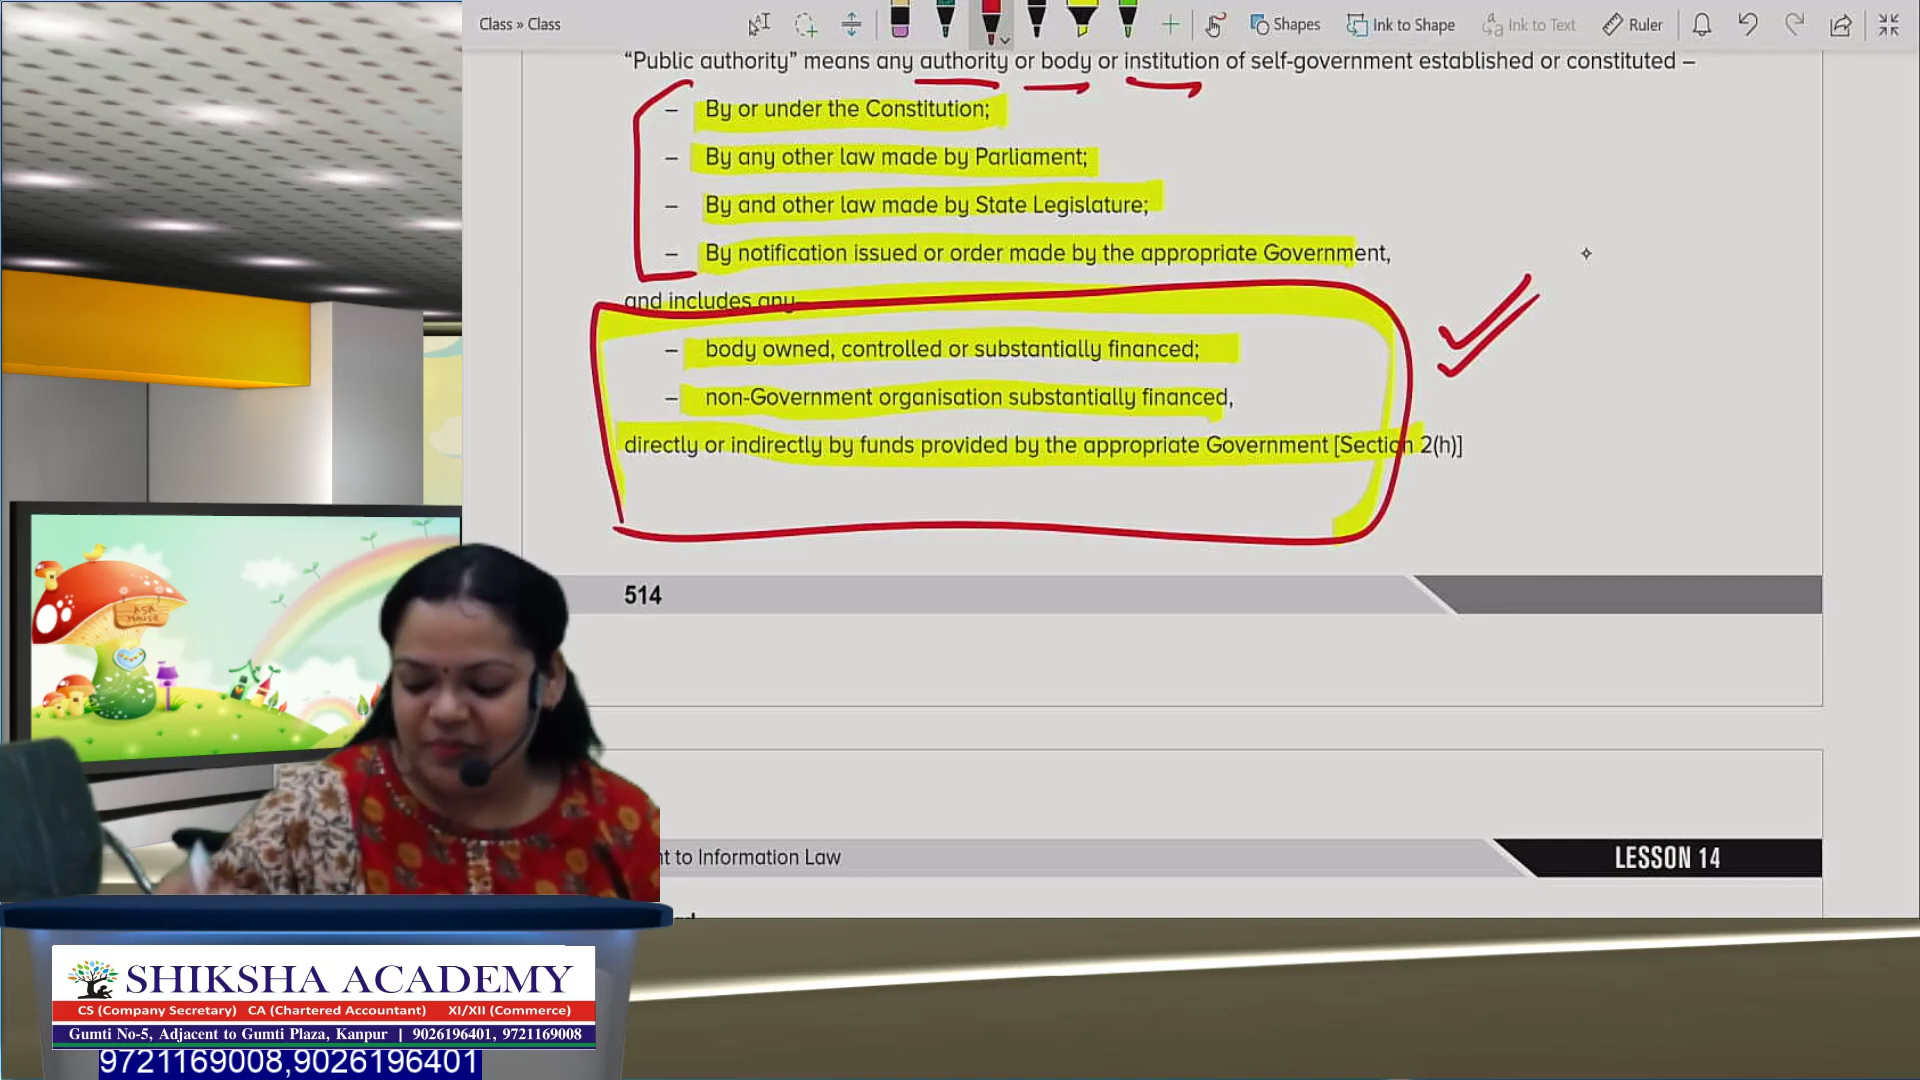 Class » Class
Shapes
Ink to Shape
Ink to Text
Ruler
“Public authority” means any authority or body or institution of self-government established or constituted –
– By or under the Constitution;
– By any other law made by Parliament;
– By and other law made by State Legislature;
– By notification issued or order made by the appropriate Government,
and includes any
– body owned, controlled or substantially financed;
– non-Government organisation substantially financed,
directly or indirectly by funds provided by the appropriate Government [Section 2(h)]
514
to Information Law
LESSON 14
SHIKSHA ACADEMY
CS (Company Secretary) CA (Chartered Accountant) XI/XII (Commerce)
Gumti No-5, Adjacent to Gumti Plaza, Kanpur | 9026196401, 9721169008
9721169008,9026196401